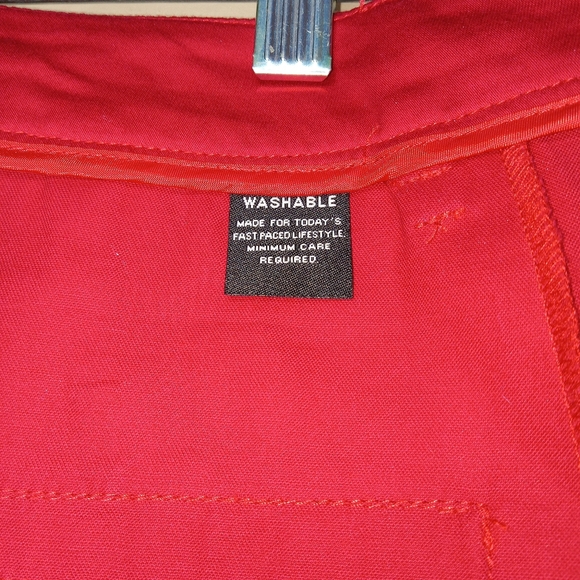 WASHABLE
MADE FOR TODAY'S
FAST PACED LIFESTYLE.
MINIMUM CARE
REQUIRED.